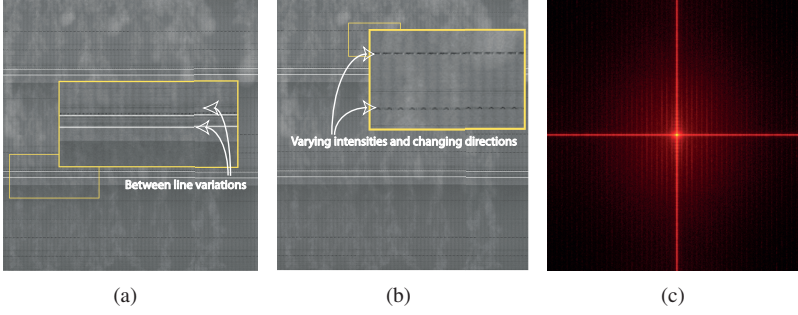 Varying intensities and changing directions
Between line variations
(a)
(b)
(c)